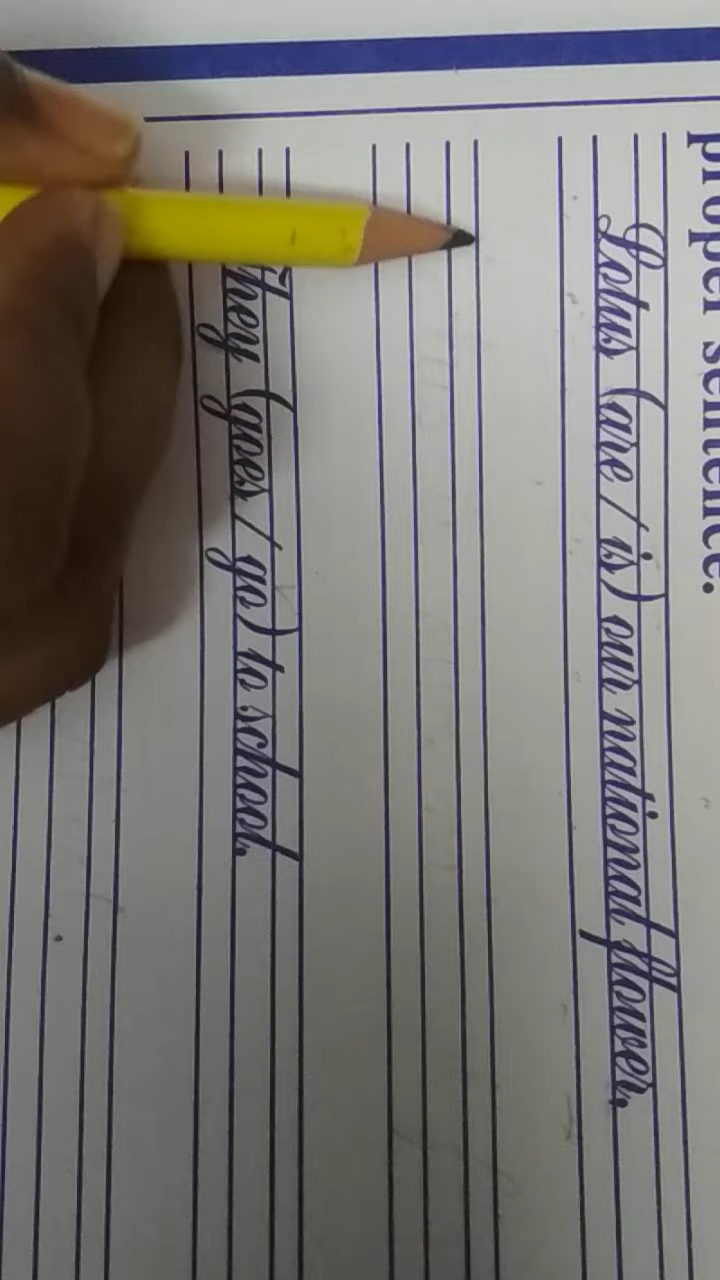 proper sentence.
Lotus (are / is) our national flower.
They (goes / go) to school.